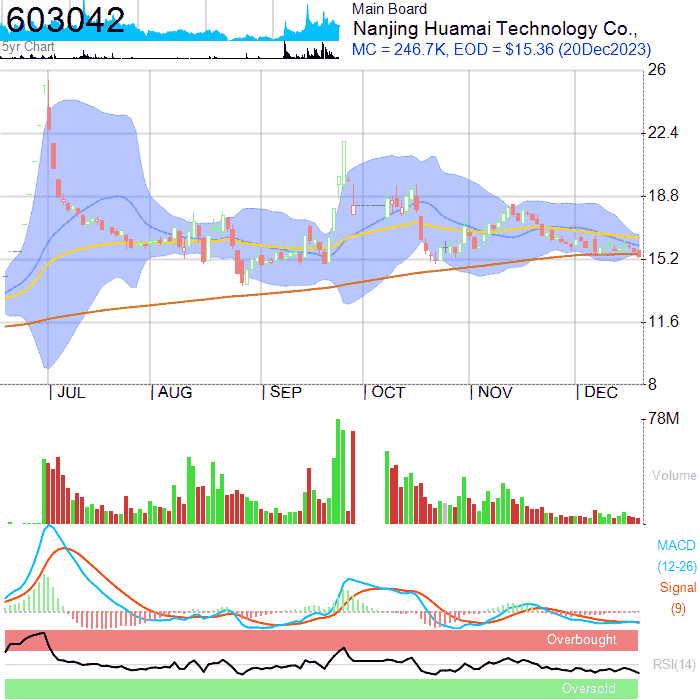 603042
5yr Chart
Main Board
Nanjing Huamai Technology Co.,
MC = 246.7K, EOD = $15.36 (20Dec2023)
26
22.4
18.8
15.2
11.6
8
JUL
AUG
SEP
OCT
NOV
DEC
78M
Volume
MACD
(12-26)
Signal
(9)
Overbought
RSI(14)
Oversold